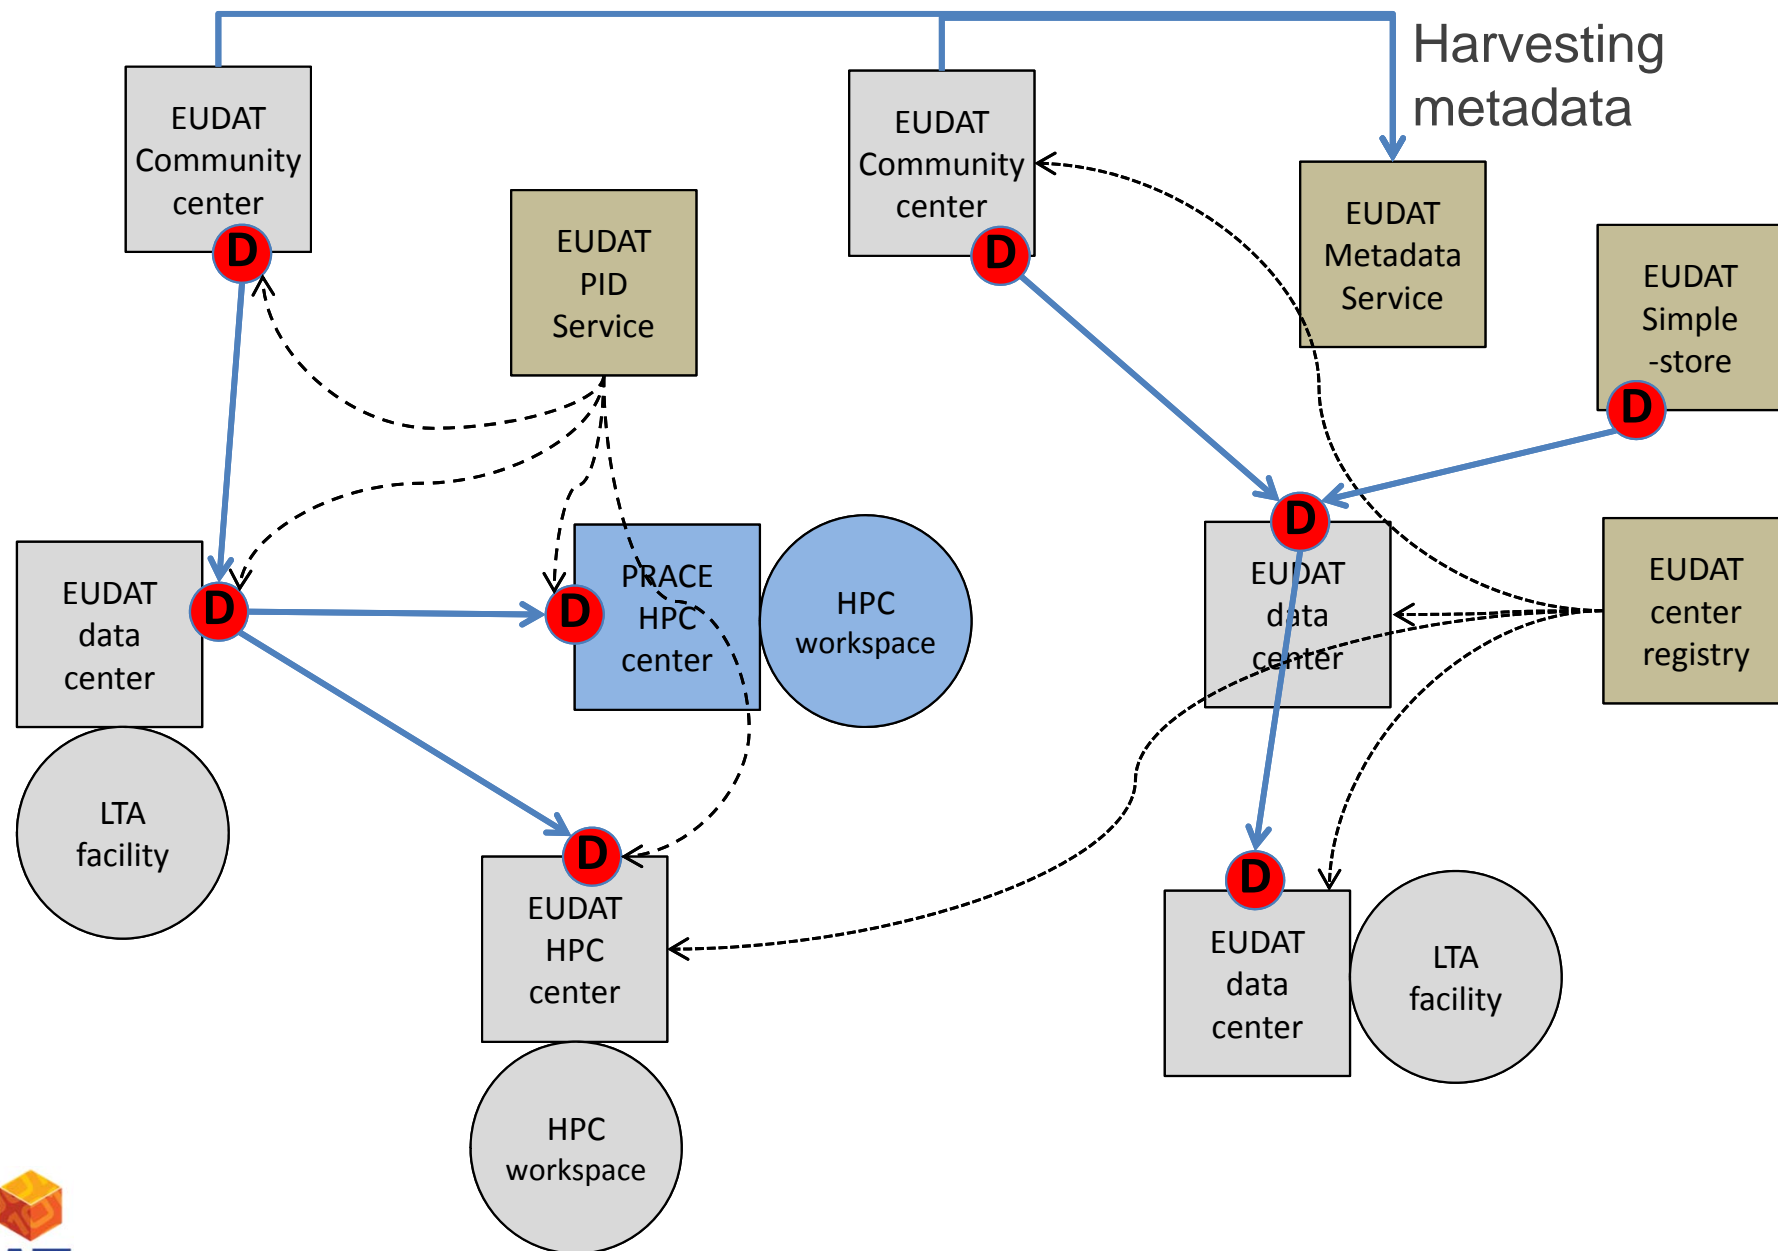 Harvesting
metadata
EUDAT
Community
center
D
EUDAT
PID
Service
EUDAT
Community
center
D
EUDAT
Metadata
Service
EUDAT
Simple
-store
D
EUDAT
data
center
D
LTA
facility
PRACE
HPC
center
D
HPC
workspace
D
EUDAT
data
center
EUDAT
center
registry
D
EUDAT
HPC
center
HPC
workspace
D
EUDAT
data
center
LTA
facility